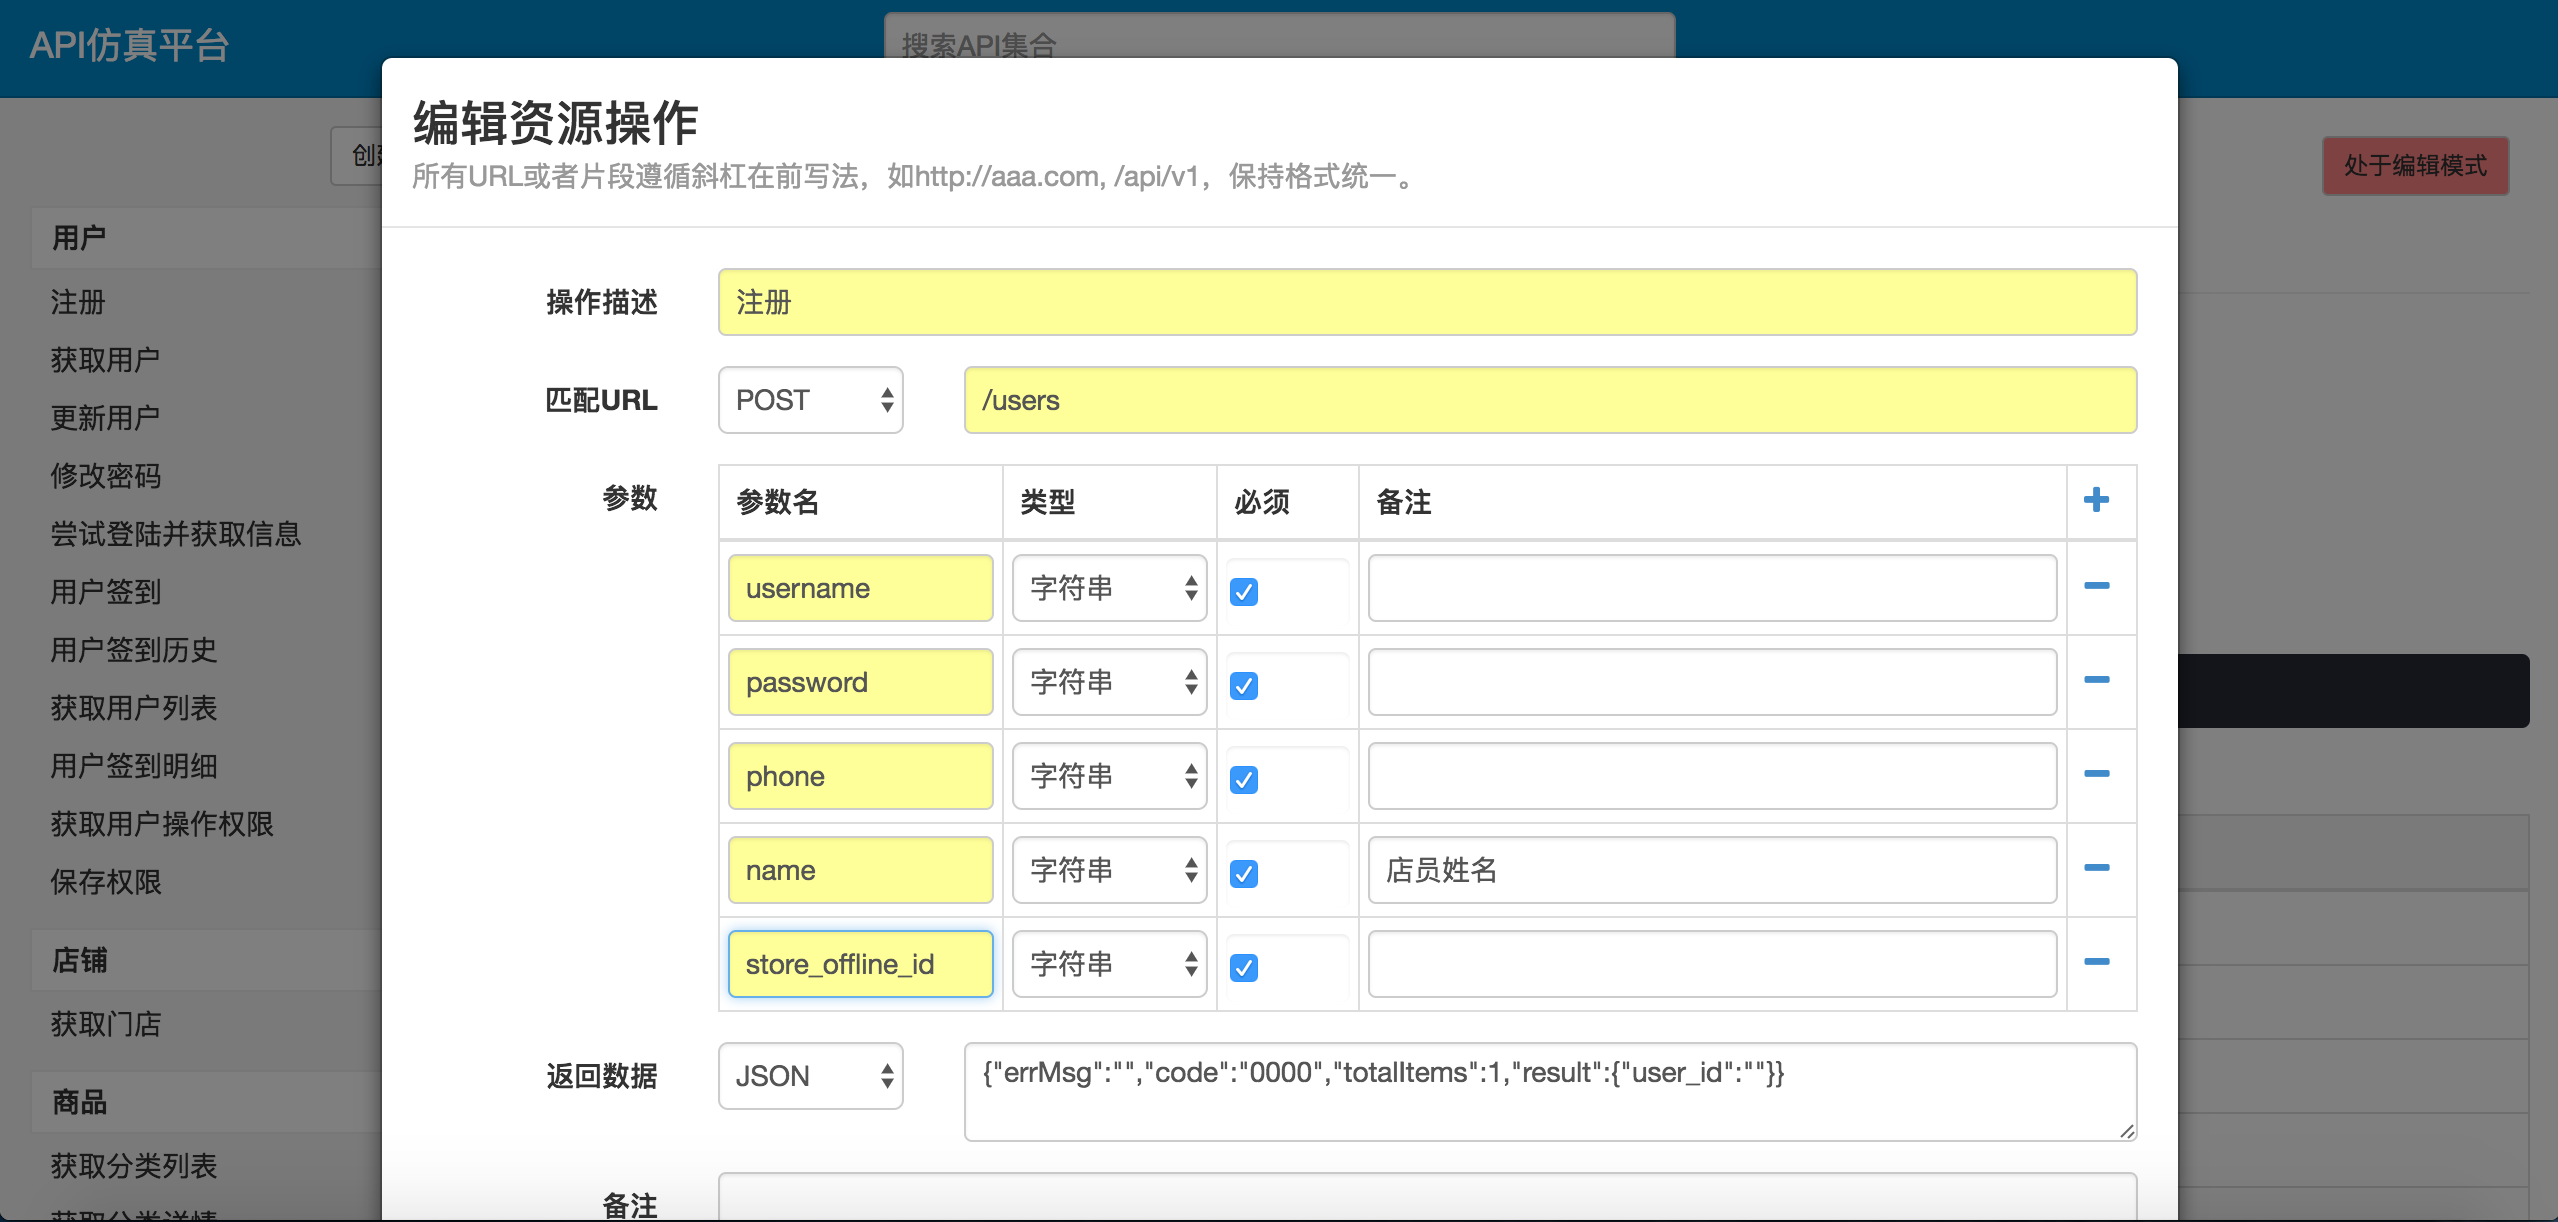 API仿真平台
搜索API集合
处于编辑模式
用户
注册
获取用户
更新用户
修改密码
尝试登陆并获取信息
用户签到
用户签到历史
获取用户列表
用户签到明细
获取用户操作权限
保存权限
店铺
获取门店
商品
获取分类列表
获取分类详情
编辑资源操作
所有URL或者片段遵循斜杠在前写法，如http://aaa.com, /api/v1，保持格式统一。
操作描述 注册
匹配URL POST /users
参数 参数名 类型 必须 备注
username 字符串
password 字符串
phone 字符串
name 字符串 店员姓名
store_offline_id 字符串
返回数据 JSON {"errMsg":"","code":"0000","totalItems":1,"result":{"user_id":""}}
备注